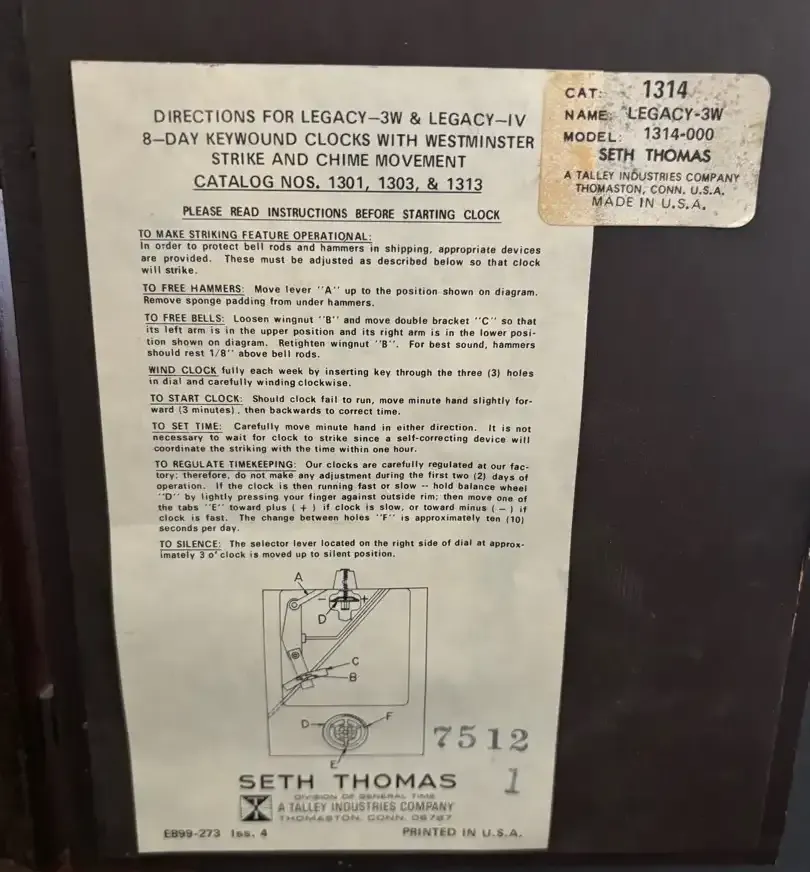 DIRECTIONS FOR LEGACY-3W & LEGACY-IV
8-DAY KEYWOUND CLOCKS WITH WESTMINSTER
STRIKE AND CHIME MOVEMENT
CATALOG NOS. 1301, 1303, & 1313
PLEASE READ INSTRUCTIONS BEFORE STARTING CLOCK
TO MAKE STRIKING FEATURE OPERATIONAL:
In order to protect bell rods and hammers in shipping, appropriate devices
are provided. These must be adjusted as described below so that clock
will strike.
TO FREE HAMMERS: Move lever "A" up to the position shown on diagram.
Remove sponge padding from under hammers.
TO FREE BELLS: Loosen wingnut "B" and move double bracket "C" so that
its left arm is in the upper position and its right arm is in the lower posi-
tion shown on diagram. Retighten wingnut "B". For best sound, hammers
should rest 1/8" above bell rods.
WIND CLOCK fully each week by inserting key through the three (3) holes
in dial and carefully winding clockwise.
TO START CLOCK: Should clock fail to run, move minute hand slightly for-
ward (3 minutes), then backwards to correct time.
TO SET TIME: Carefully move minute hand in either direction. It is not
necessary to wait for clock to strike since a self-correcting device will
coordinate the striking with the time within one hour.
TO REGULATE TIMEKEEPING: Our clocks are carefully regulated at our fac-
tory; therefore, do not make any adjustment during the first two (2) days of
operation. If the clock is then running fast or slow -- hold balance wheel
"D" by lightly pressing your finger against outside rim; then move one of
the tabs "E" toward plus ( + ) if clock is slow, or toward minus ( - ) if
clock is fast. The change between holes "F" is approximately ten (10)
seconds per day.
TO SILENCE: The selector lever located on the right side of dial at approx-
imately 3 o'clock is moved up to silent position.
A
- +
D
C
B
D F
E
7512
1
SETH THOMAS
DIVISION OF GENERAL TIME
A TALLEY INDUSTRIES COMPANY
THOMASTON, CONN. 06787
E899-273 Iss. 4 PRINTED IN U.S.A.
CAT: 1314
NAME: LEGACY-3W
MODEL: 1314-000
SETH THOMAS
A TALLEY INDUSTRIES COMPANY
THOMASTON, CONN. U.S.A.
MADE IN U.S.A.